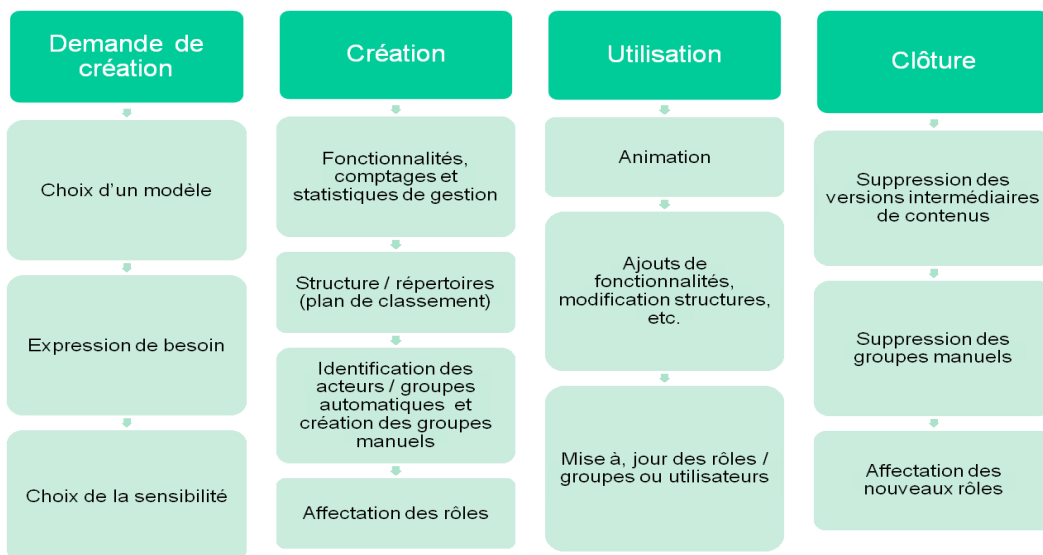 Demande de
création
Choix d'un modèle
Expression de besoin
Choix de la sensibilité
Création
Fonctionnalités,
comptages et
statistiques de gestion
Structure / répertoires
(plan de classement)
Identification des
acteurs / groupes
automatiques et
création des groupes
manuels
Affectation des rôles
Utilisation
Animation
Ajouts de
fonctionnalités,
modification structures,
etc.
Mise à, jour des rôles /
groupes ou utilisateurs
Clôture
Suppression des
versions intermédiaires
de contenus
Suppression des
groupes manuels
Affectation des
nouveaux rôles